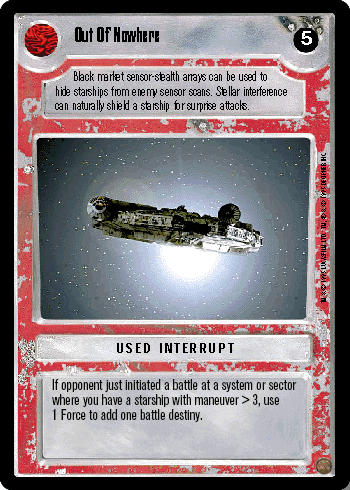 Out Of Nowhere
5
Black market sensor-stealth arrays can be used to
hide starships from enemy sensor scans. Stellar interference
can naturally shield a starship for surprise attacks.
USED INTERRUPT
If opponent just initiated a battle at a system or sector
where you have a starship with maneuver > 3, use
1 Force to add one battle destiny.